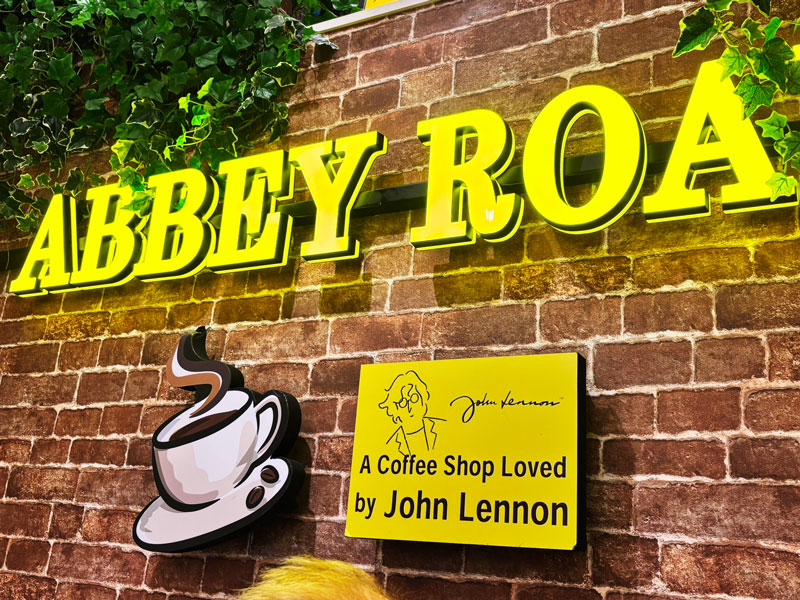 ABBEY ROA
John Lennon
A Coffee Shop Loved
by John Lennon